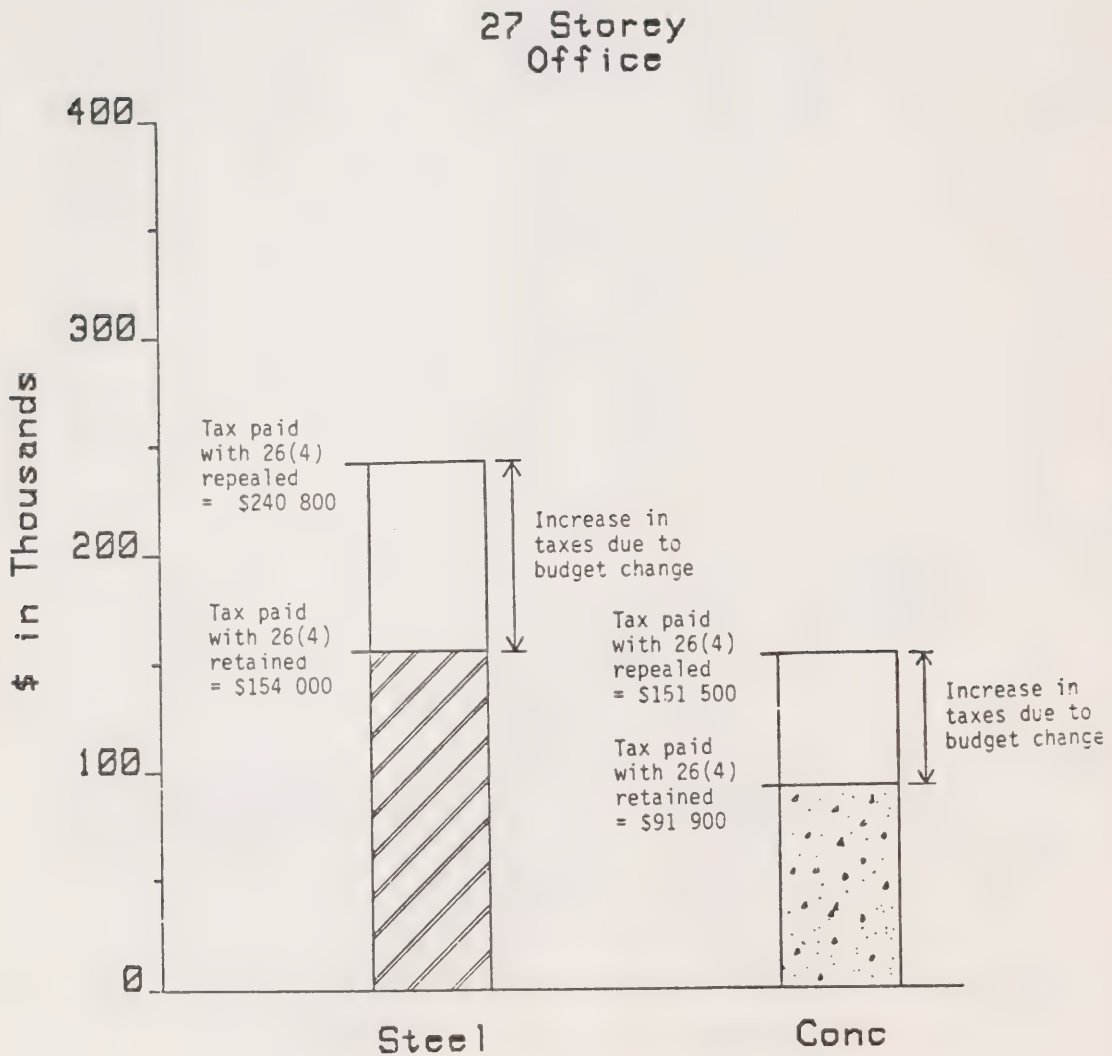 27 Storey
Office
$ in Thousands
400
300
200
100
0
Tax paid
with 26(4)
repealed
= $240 800
Increase in
taxes due to
budget change
Tax paid
with 26(4)
retained
= $154 000
Tax paid
with 26(4)
repealed
= $151 500
Increase in
taxes due to
budget change
Tax paid
with 26(4)
retained
= $91 900
Steel
Conc